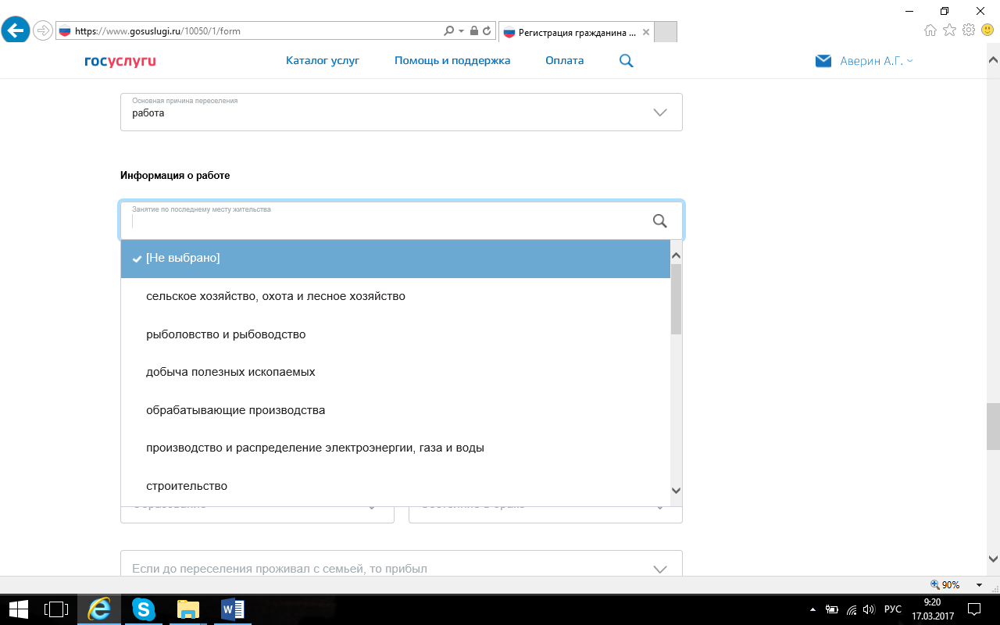 https://www.gosuslugi.ru/10050/1/form
Регистрация гражданина ...
госуслуги
Каталог услуг
Помощь и поддержка
Оплата
Аверин А.Г.
Основная причина переселения
работа
Информация о работе
Занятие по последнему месту жительства
[Не выбрано]
сельское хозяйство, охота и лесное хозяйство
рыболовство и рыбоводство
добыча полезных ископаемых
обрабатывающие производства
производство и распределение электроэнергии, газа и воды
строительство
Если до переселения проживал с семьей, то прибыл
90%
РУС
9:20
17.03.2017